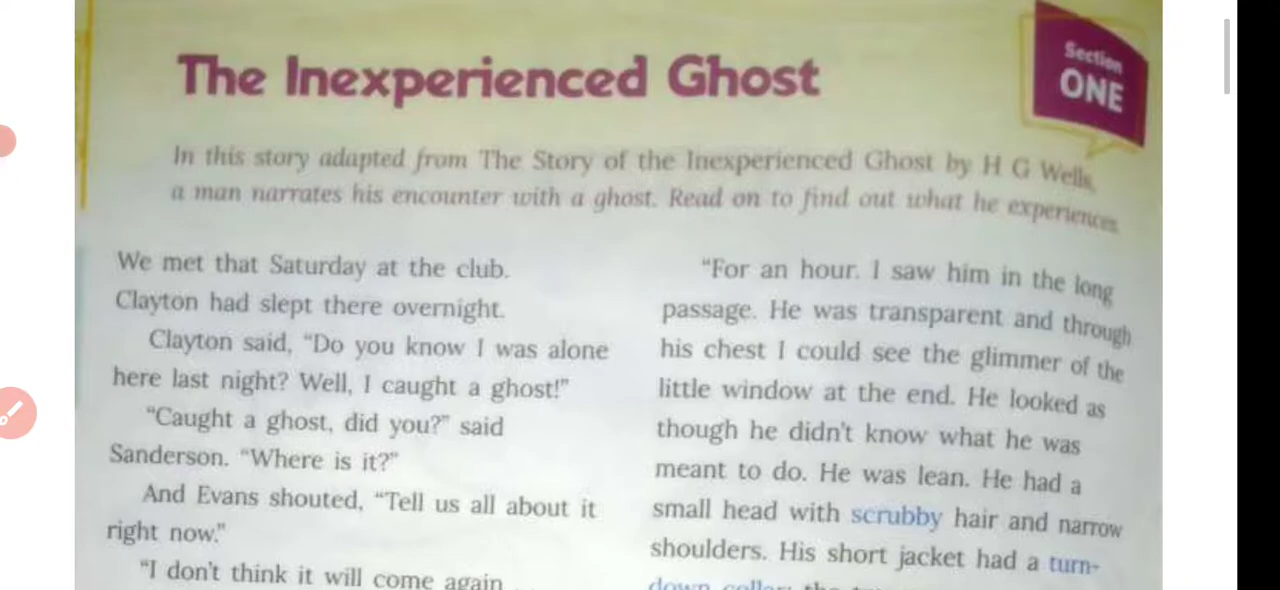 The Inexperienced Ghost
Section
ONE
In this story adapted from The Story of the Inexperienced Ghost by H G Wells,
a man narrates his encounter with a ghost. Read on to find out what he experiences
We met that Saturday at the club.
Clayton had slept there overnight.
Clayton said, “Do you know I was alone
here last night? Well, I caught a ghost!”
“Caught a ghost, did you?” said
Sanderson. “Where is it?”
And Evans shouted, “Tell us all about it
right now.”
“I don't think it will come again
“For an hour. I saw him in the long
passage. He was transparent and through
his chest I could see the glimmer of the
little window at the end. He looked as
though he didn't know what he was
meant to do. He was lean. He had a
small head with scrubby hair and narrow
shoulders. His short jacket had a turn-
down collar; the